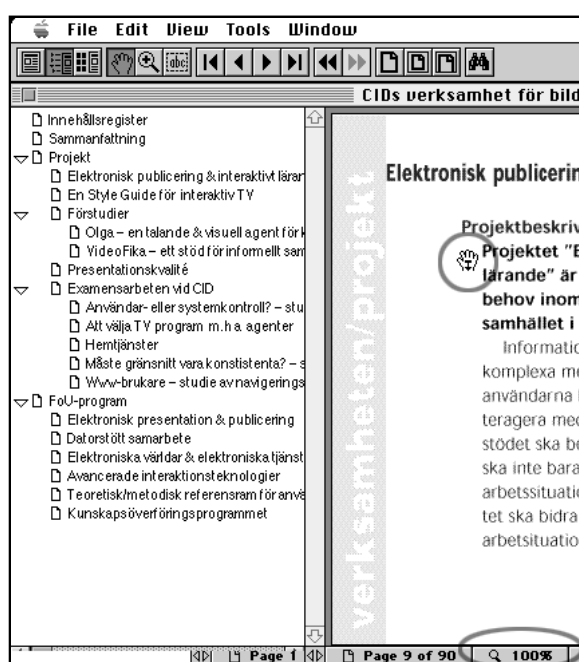 File Edit View Tools Window
abc
CIDs verksamhet för bild
Innehållsregister
Sammanfattning
Projekt
Elektronisk publicering & interaktivt lärar
En Style Guide för interaktiv TV
Förstudier
Olga – en talande & visuell agent för k
VideoFika – ett stöd för informellt sam
Presentationskvalité
Examensarbeten vid CID
Användar- eller systemkontroll? – stu
Att välja TV program m.h a agenter
Hemtjänster
Måste gränsnitt vara konstistenta? – s
Www-brukare – studie av navigerings
FoU-program
Elektronisk presentation & publicering
Datorstött samarbete
Elektroniska världar & elektroniska tjänst
Avancerade interaktionsteknologier
Teoretisk/metodisk referensram för anvä
Kunskapsöverföringsprogrammet
Page 1
verksamheten/projekt
Elektronisk publicerin
Projektbeskriv
Projektet "E
lärande" är
behov inom
samhället i
Informatio
komplexa me
användarna
teragera med
stödet ska be
ska inte bara
arbetssituatio
tet ska bidra
arbetsituatio
Page 9 of 90
100%